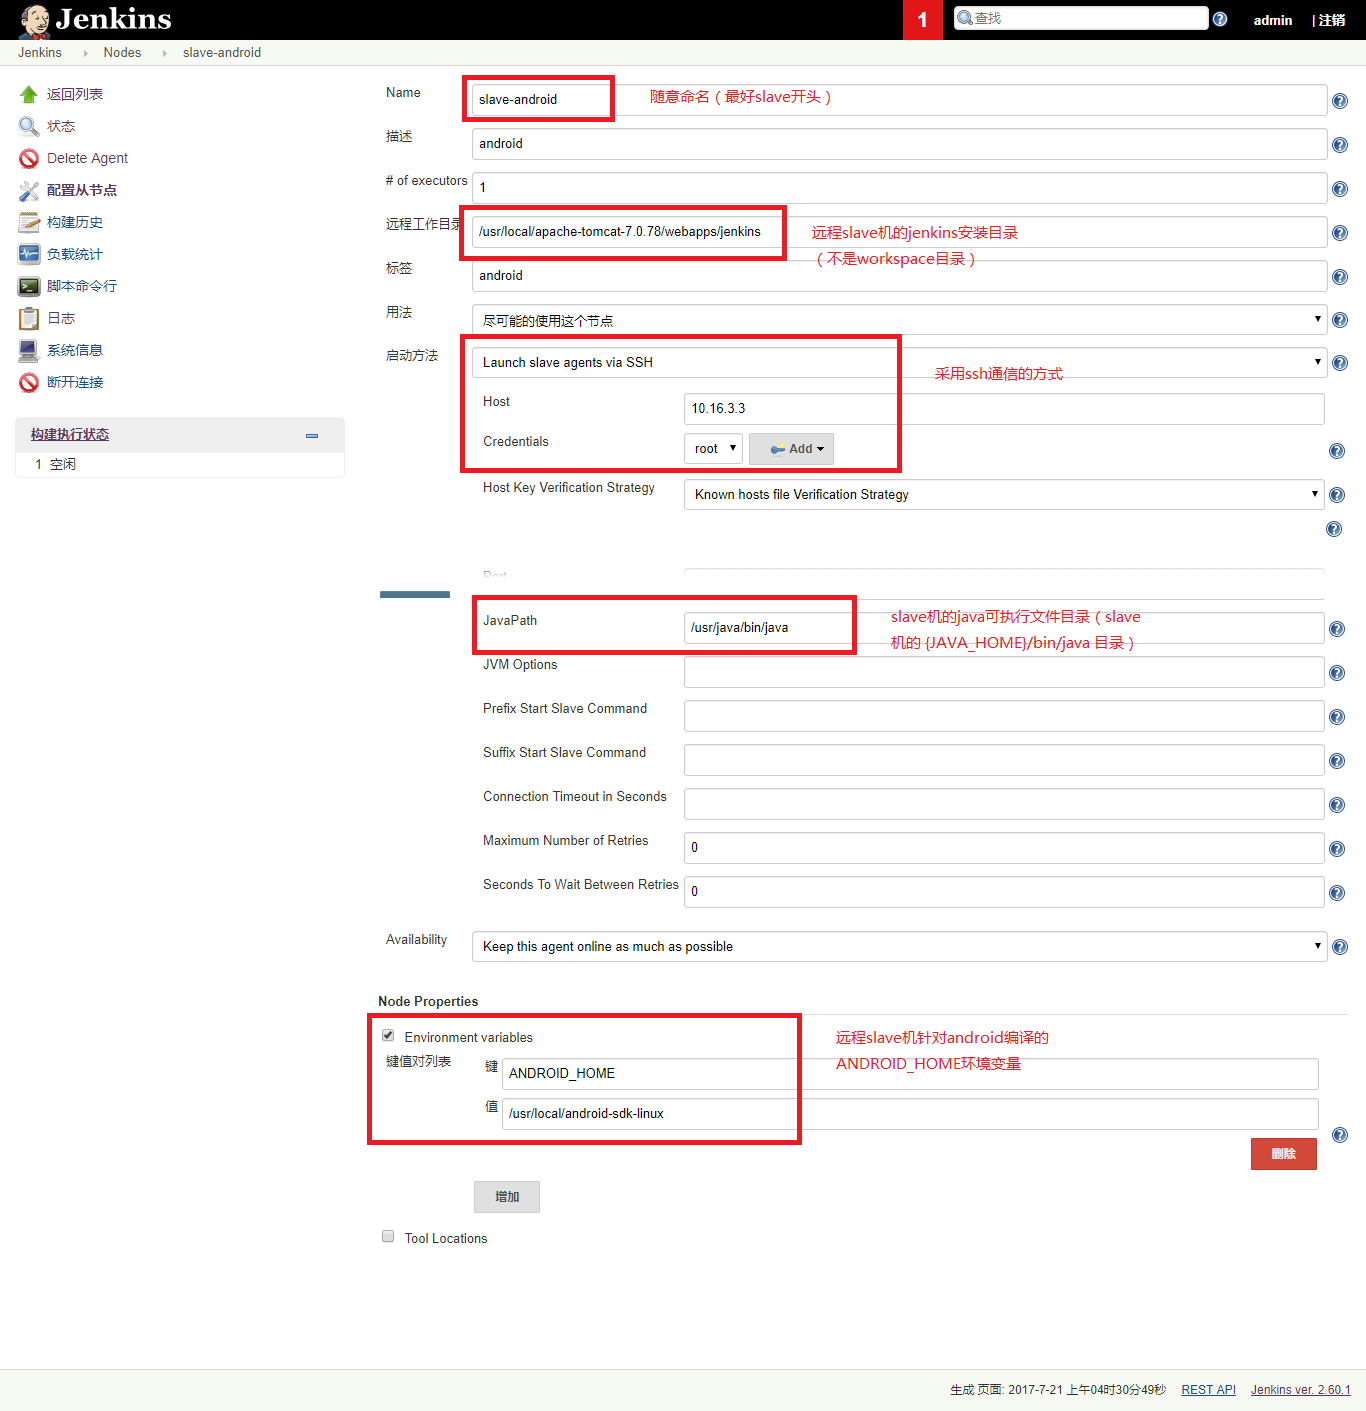 Jenkins
1
查找
admin
| 注销
Jenkins
Nodes
slave-android
返回列表
状态
Delete Agent
配置从节点
构建历史
负载统计
脚本命令行
日志
系统信息
断开连接
构建执行状态
1 空闲
Name
slave-android
随意命名（最好slave开头）
描述
android
# of executors
1
远程工作目录
/usr/local/apache-tomcat-7.0.78/webapps/jenkins
远程slave机的jenkins安装目录
（不是workspace目录）
标签
android
用法
尽可能的使用这个节点
启动方法
Launch slave agents via SSH
采用ssh通信的方式
Host
10.16.3.3
Credentials
root
Add
Host Key Verification Strategy
Known hosts file Verification Strategy
Port
JavaPath
/usr/java/bin/java
slave机的java可执行文件目录（slave
机的 {JAVA_HOME}/bin/java 目录）
JVM Options
Prefix Start Slave Command
Suffix Start Slave Command
Connection Timeout in Seconds
Maximum Number of Retries
0
Seconds To Wait Between Retries
0
Availability
Keep this agent online as much as possible
Node Properties
Environment variables
远程slave机针对android编译的
ANDROID_HOME环境变量
键值对列表
键
ANDROID_HOME
值
/usr/local/android-sdk-linux
删除
增加
Tool Locations
生成 页面: 2017-7-21 上午04时30分49秒
REST API
Jenkins ver. 2.60.1